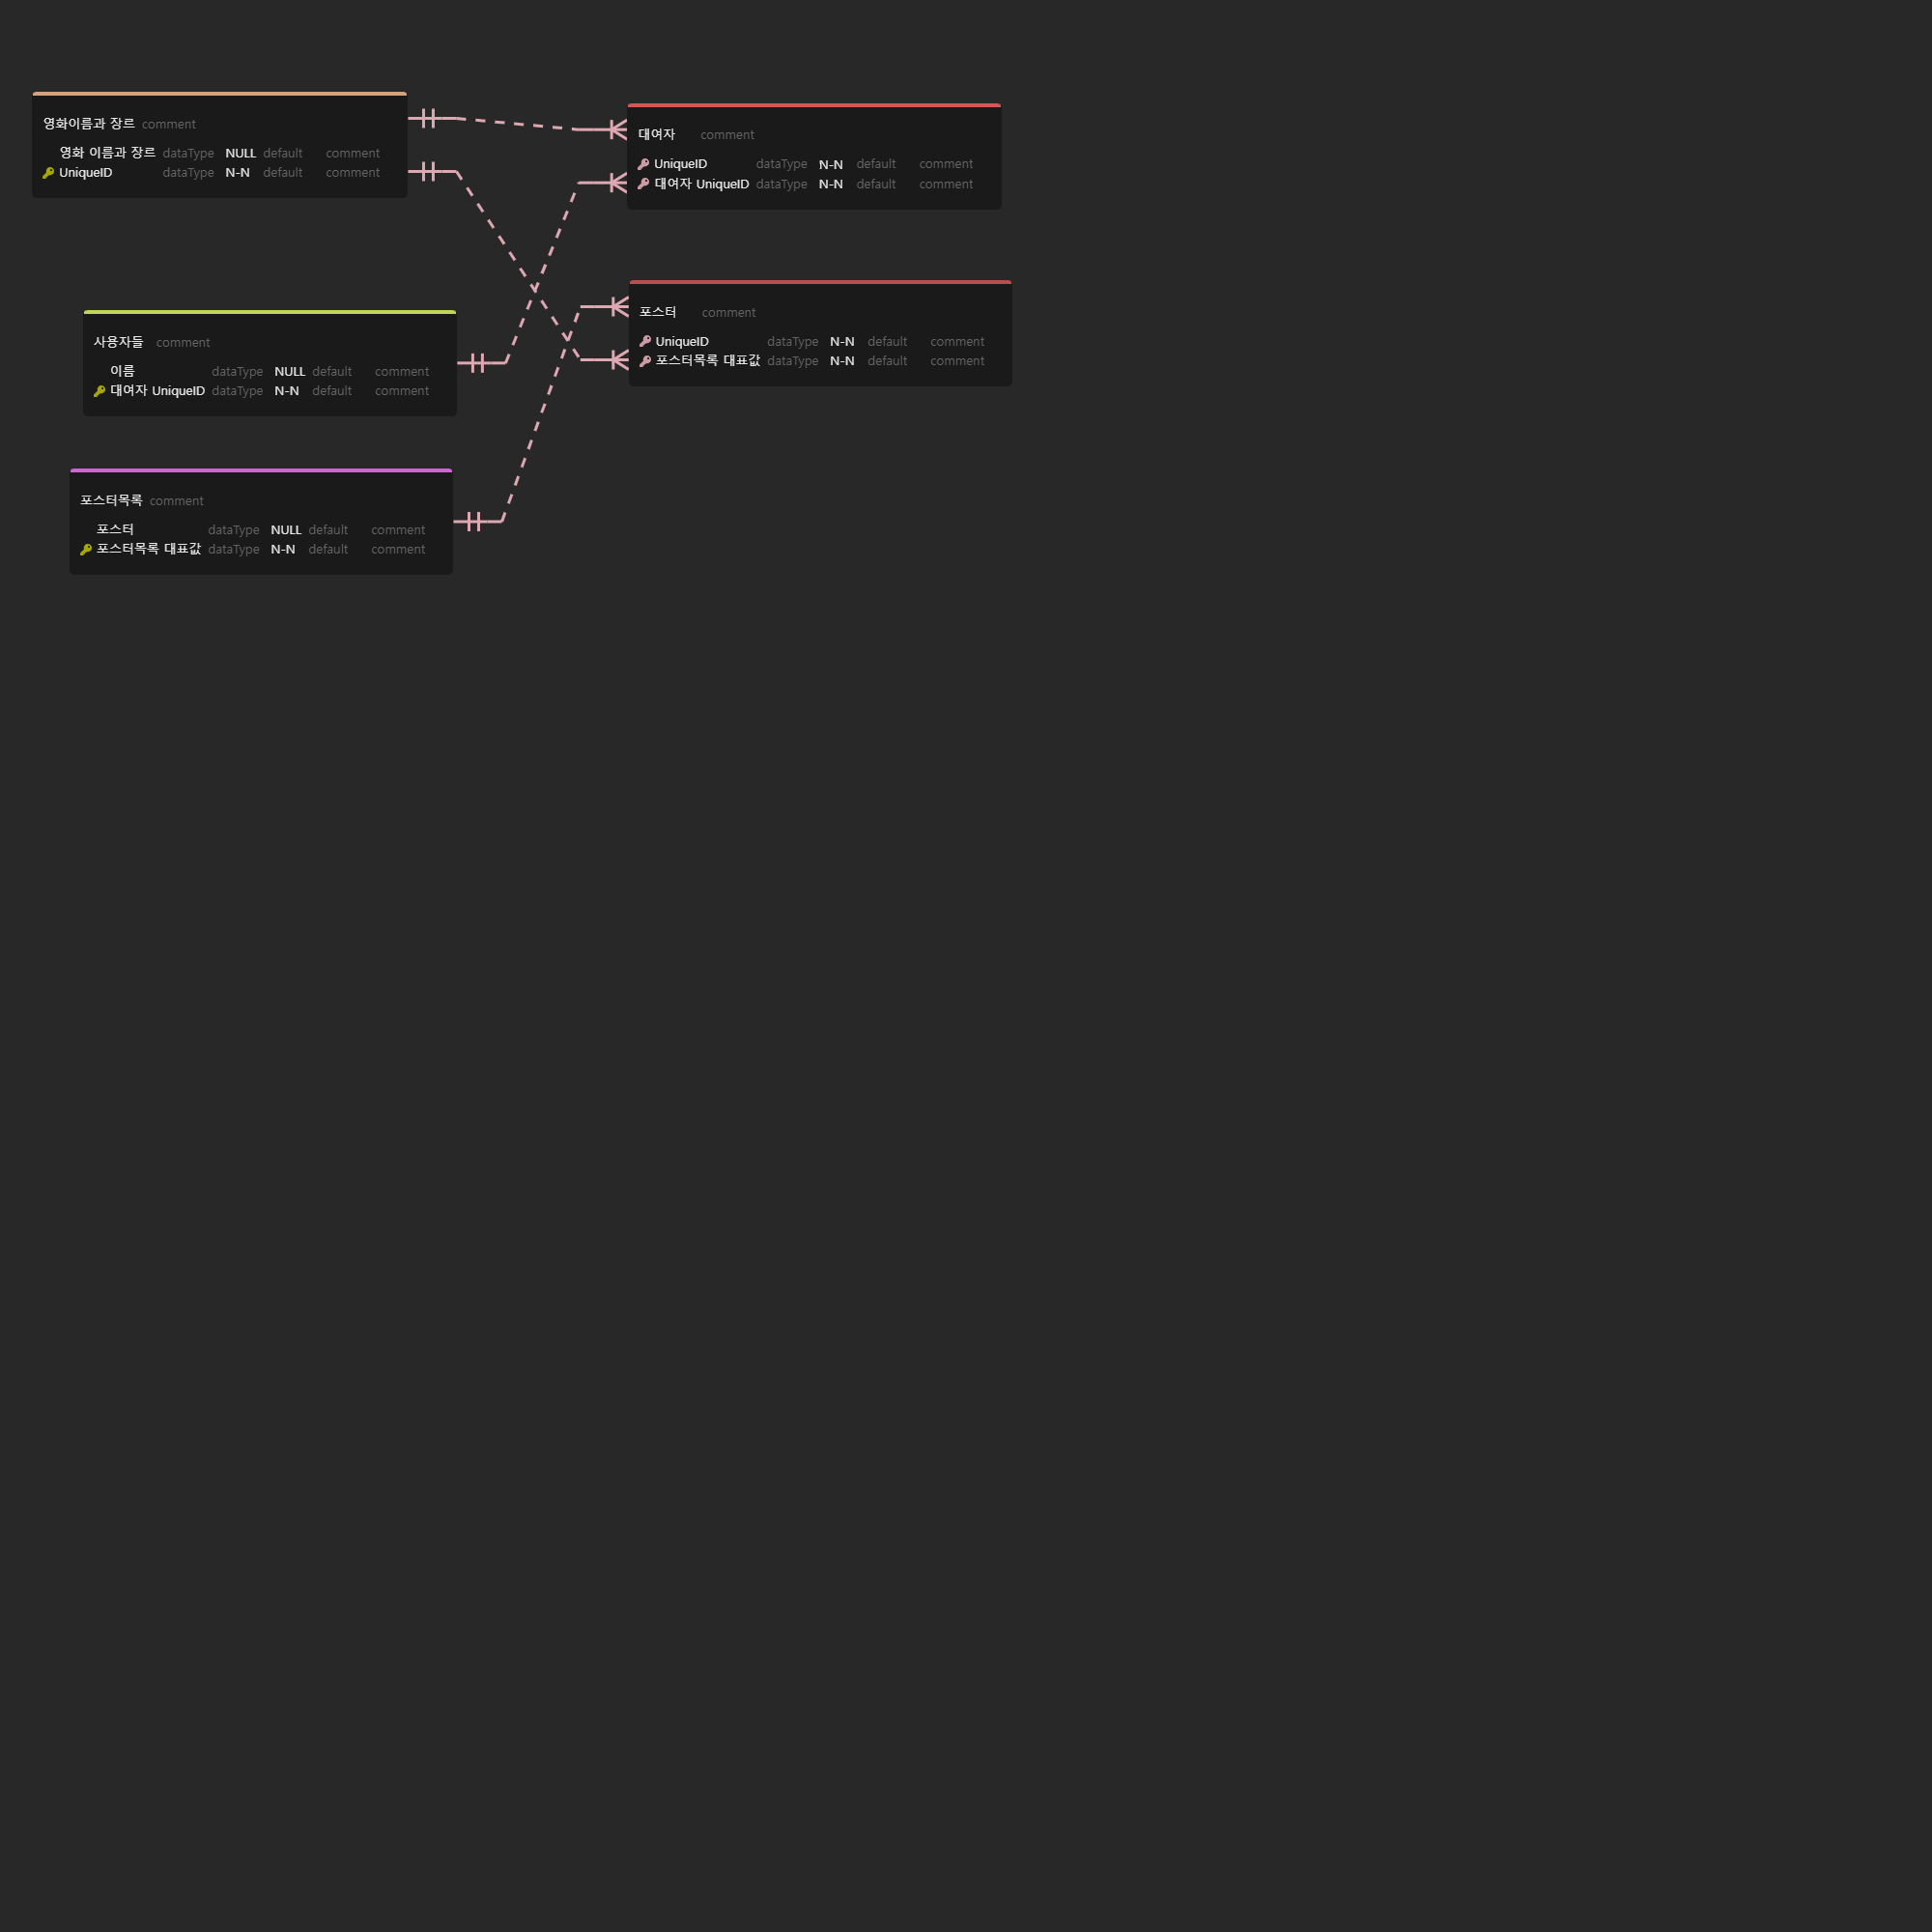 영화이름과 장르 comment
영화 이름과 장르 dataType NULL default comment
UniqueID dataType N-N default comment
대여자 comment
UniqueID dataType N-N default comment
대여자 UniqueID dataType N-N default comment
사용자들 comment
이름 dataType NULL default comment
대여자 UniqueID dataType N-N default comment
포스터 comment
UniqueID dataType N-N default comment
포스터목록 대표값 dataType N-N default comment
포스터목록 comment
포스터 dataType NULL default comment
포스터목록 대표값 dataType N-N default comment